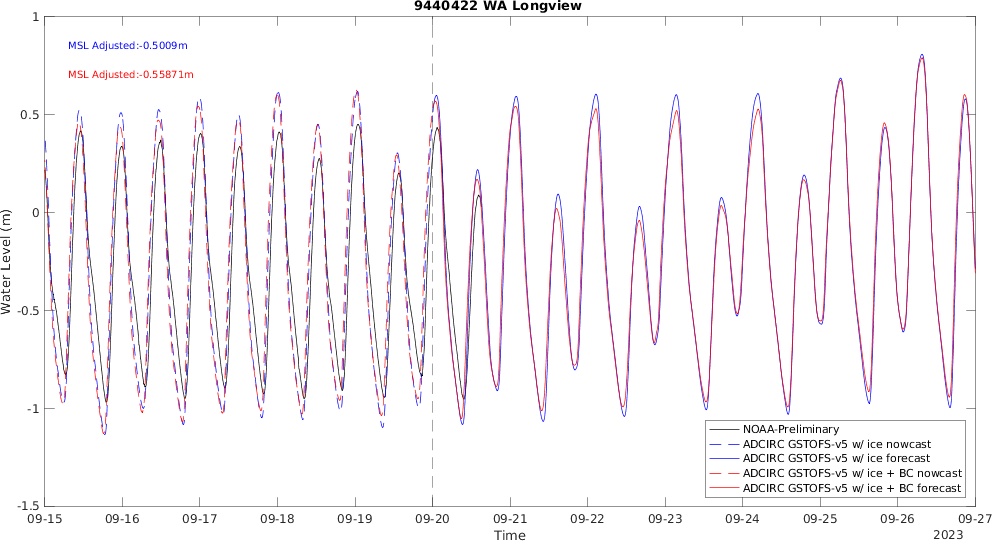 9440422 WA Longview
MSL Adjusted:-0.5009m
MSL Adjusted:-0.55871m
1
0.5
0
-0.5
-1
-1.5
Water Level (m)
NOAA-Preliminary
ADCIRC GSTOFS-v5 w/ ice nowcast
ADCIRC GSTOFS-v5 w/ ice forecast
ADCIRC GSTOFS-v5 w/ ice + BC nowcast
ADCIRC GSTOFS-v5 w/ ice + BC forecast
09-15 09-16 09-17 09-18 09-19 09-20 09-21 09-22 09-23 09-24 09-25 09-26 09-27
Time
2023